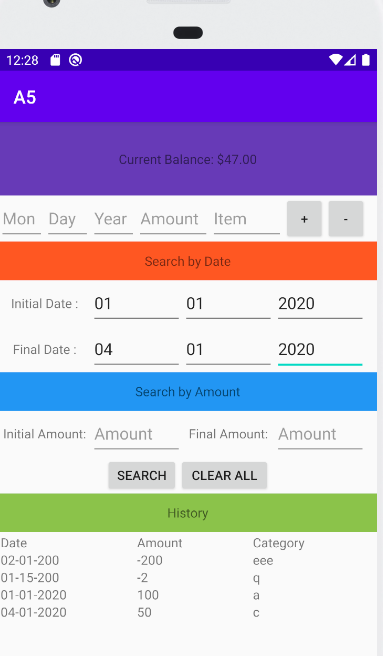 12:28
A5
Current Balance: $47.00
Mon Day Year Amount Item + -
Search by Date
Initial Date : 01 01 2020
Final Date : 04 01 2020
Search by Amount
Initial Amount: Amount Final Amount: Amount
SEARCH CLEAR ALL
History
Date Amount Category
02-01-200 -200 eee
01-15-200 -2 q
01-01-2020 100 a
04-01-2020 50 c